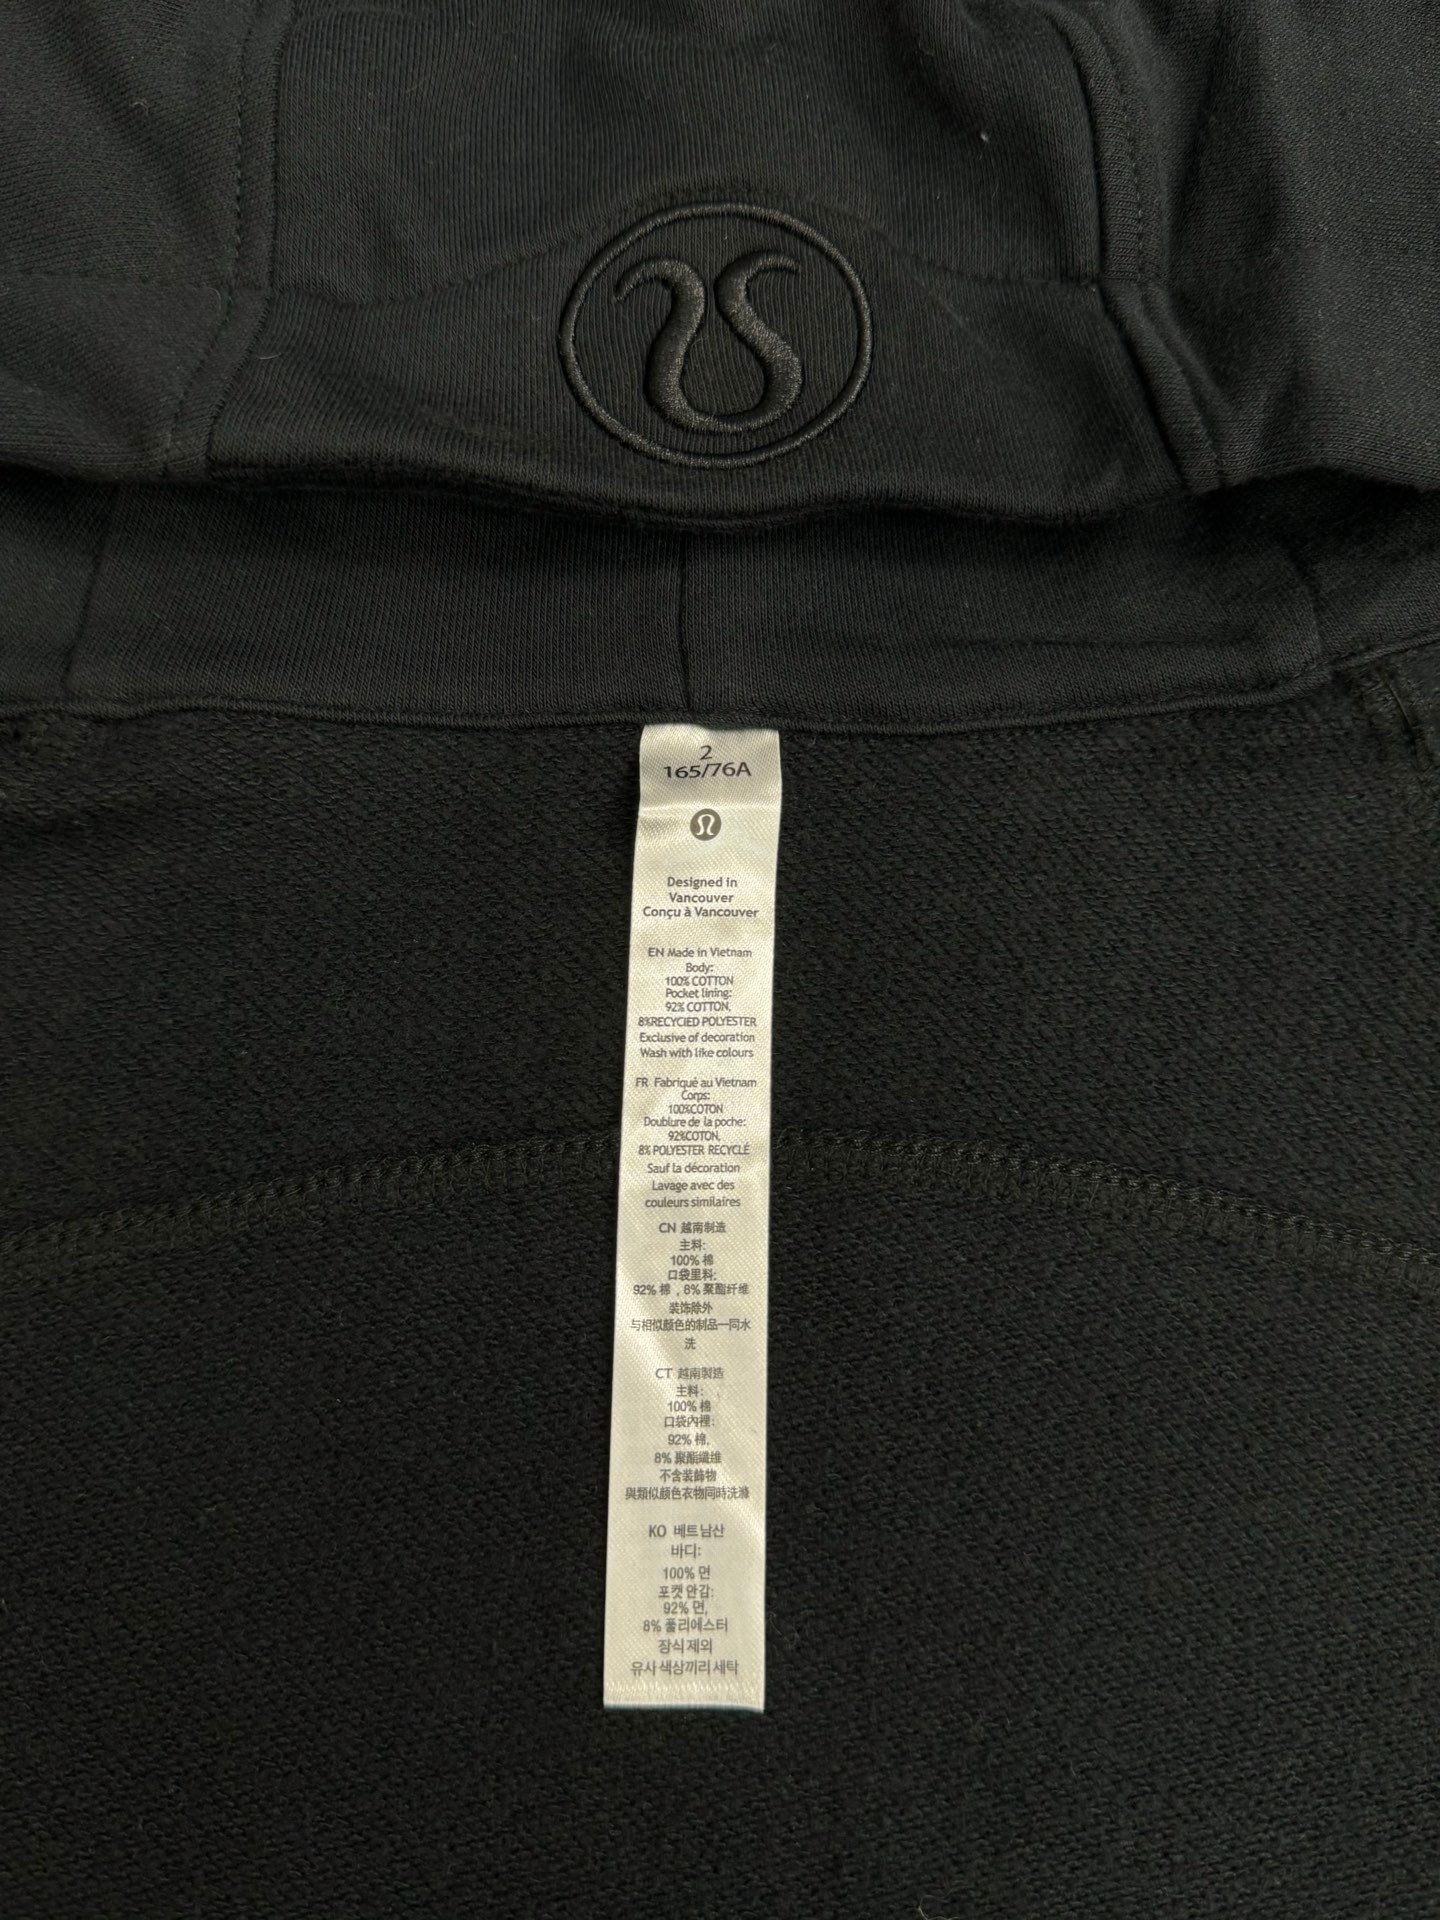 2
165/76A
Designed in
Vancouver
Conçu à Vancouver
EN Made in Vietnam
Body:
100% COTTON
Pocket lining:
92% COTTON,
8%RECYCIED POLYESTER
Exclusive of decoration
Wash with like colours
FR Fabriqué au Vietnam
Corps:
100%COTON
Doublure de la poche:
92%COTON,
8% POLYESTER RECYCLÉ
Sauf la décoration
Lavage avec des
couleurs similaires
CN 越南制造
主料:
100% 棉
口袋里料:
92% 棉 , 8% 聚酯纤维
装饰除外
与相似颜色的制品一同水
洗
CT 越南製造
主料:
100% 棉
口袋內裡:
92% 棉,
8% 聚酯纖维
不含装飾物
與類似顏色衣物同時洗滌
KO 베트남산
바디:
100% 면
포켓 안감:
92% 면,
8% 폴리에스터
장식 제외
유사 색상끼리 세탁